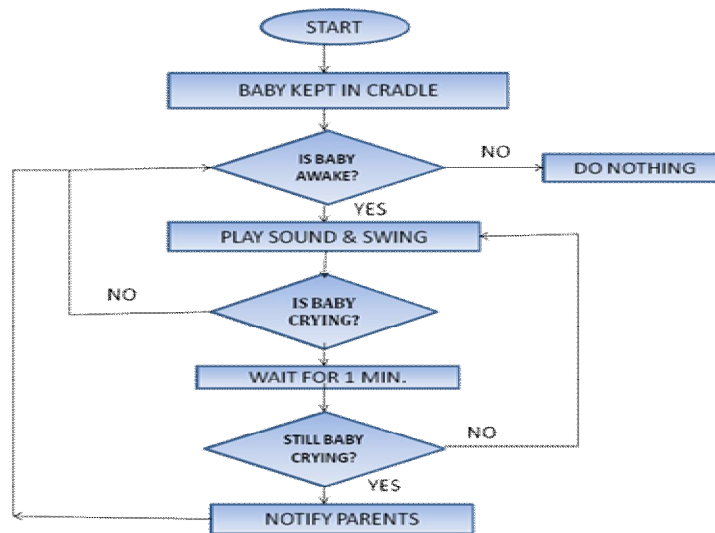 START
BABY KEPT IN CRADLE
IS BABY
AWAKE?
NO
DO NOTHING
YES
PLAY SOUND & SWING
NO
IS BABY
CRYING?
WAIT FOR 1 MIN.
STILL BABY
CRYING?
NO
YES
NOTIFY PARENTS